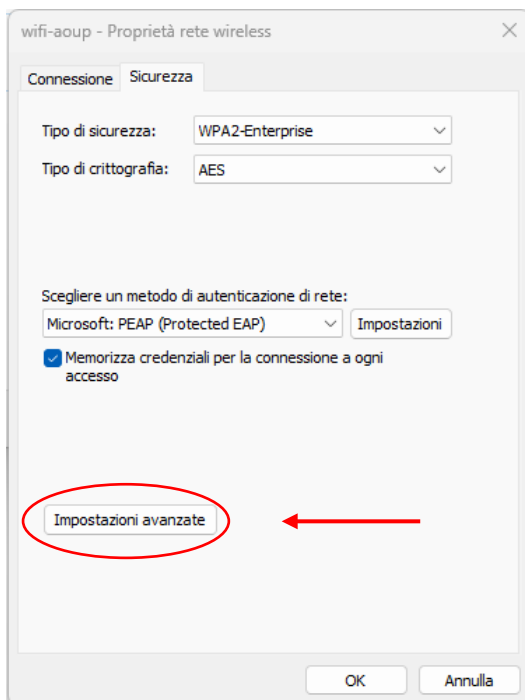 wifi-aoup - Proprietà rete wireless
Connessione Sicurezza
Tipo di sicurezza: WPA2-Enterprise
Tipo di crittografia: AES
Scegliere un metodo di autenticazione di rete:
Microsoft: PEAP (Protected EAP) Impostazioni
Memorizza credenziali per la connessione a ogni
accesso
Impostazioni avanzate
OK Annulla